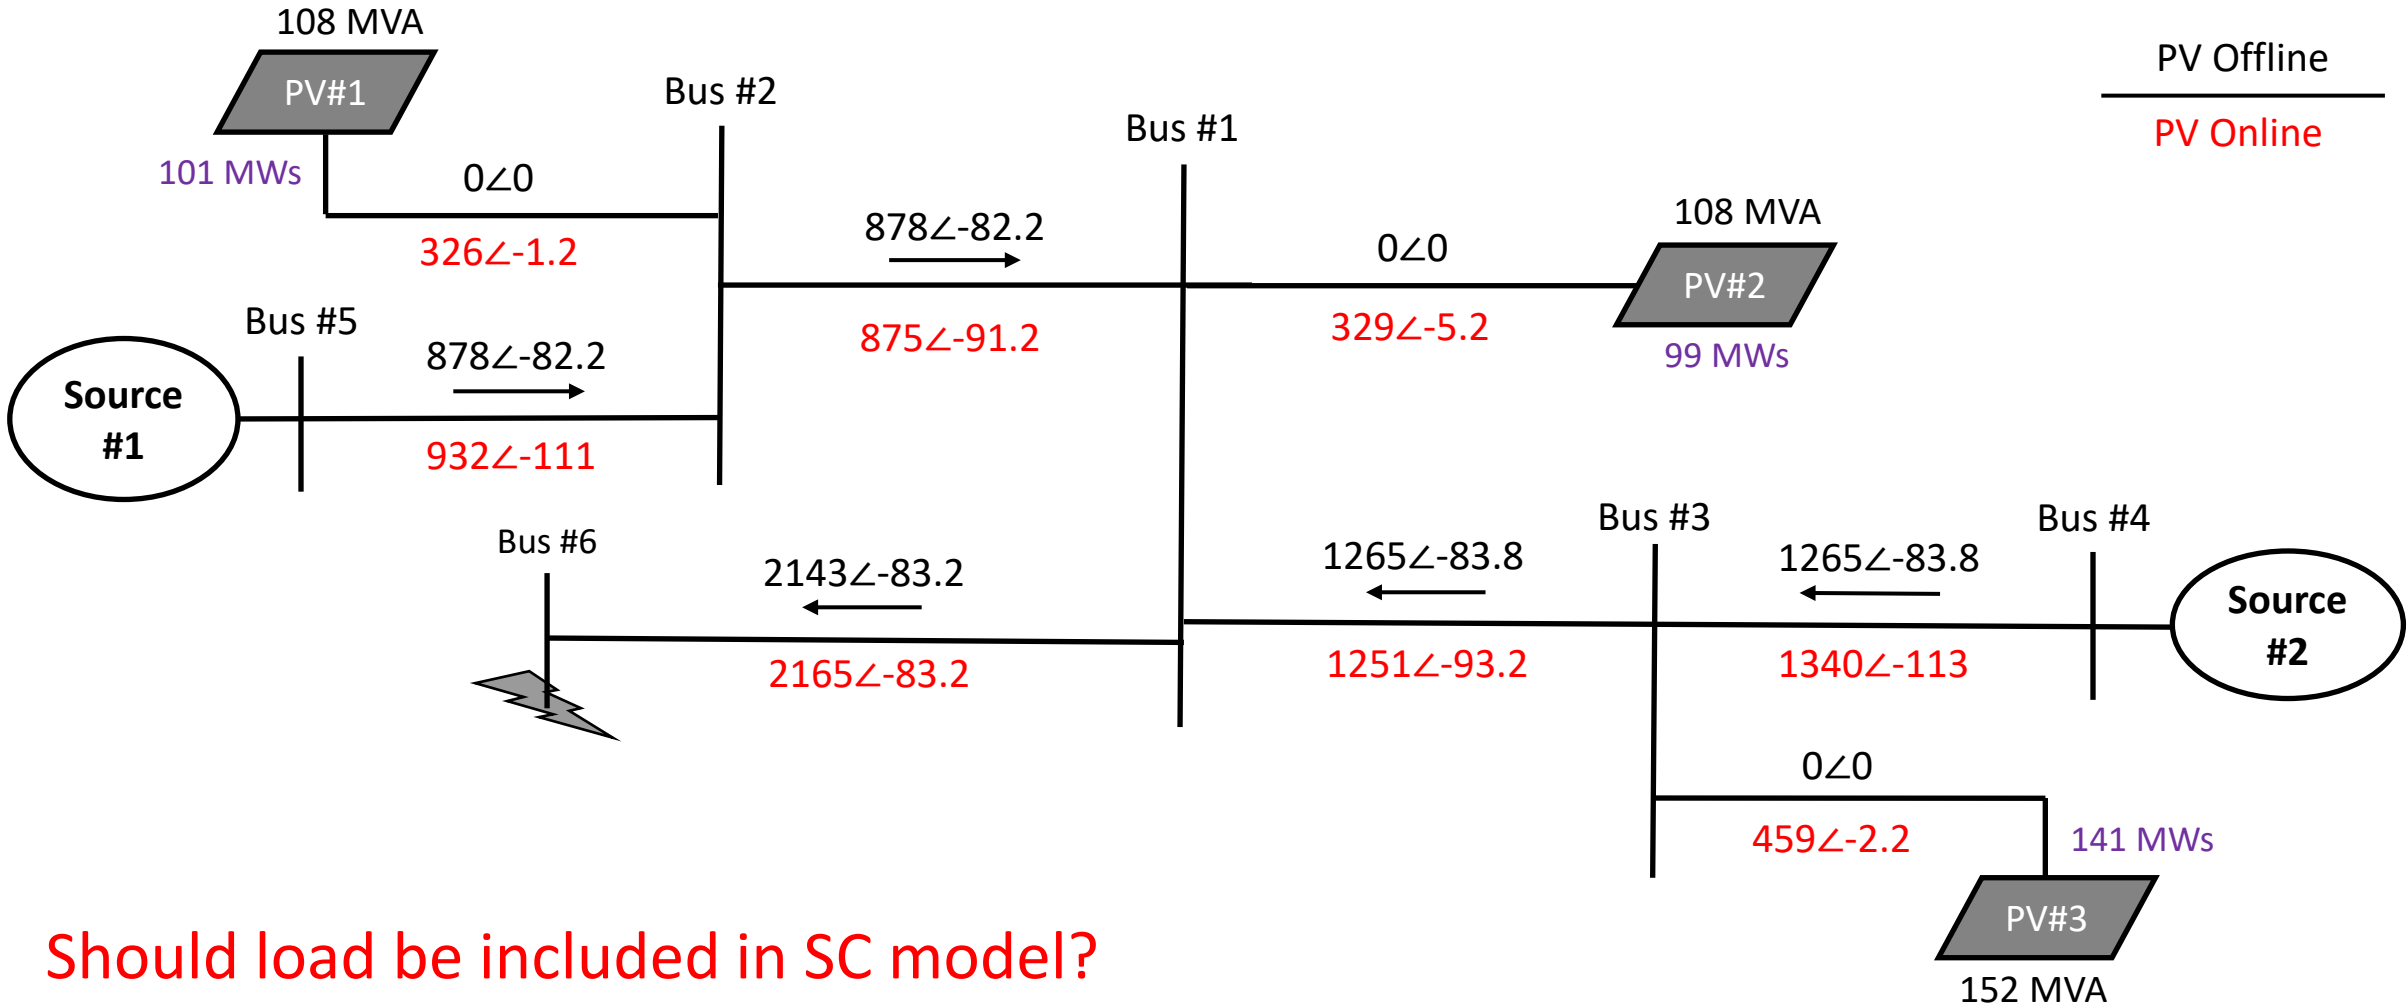 108 MVA
PV#1
101 MWs
Bus #2
0∠0
326∠-1.2
Bus #1
PV Offline
PV Online
878∠-82.2
875∠-91.2
0∠0
329∠-5.2
108 MVA
PV#2
99 MWs
Bus #5
Source
#1
878∠-82.2
932∠-111
Bus #6
2143∠-83.2
2165∠-83.2
Bus #3
1265∠-83.8
1251∠-93.2
Bus #4
1265∠-83.8
1340∠-113
Source
#2
0∠0
459∠-2.2
141 MWs
PV#3
152 MVA
Should load be included in SC model?